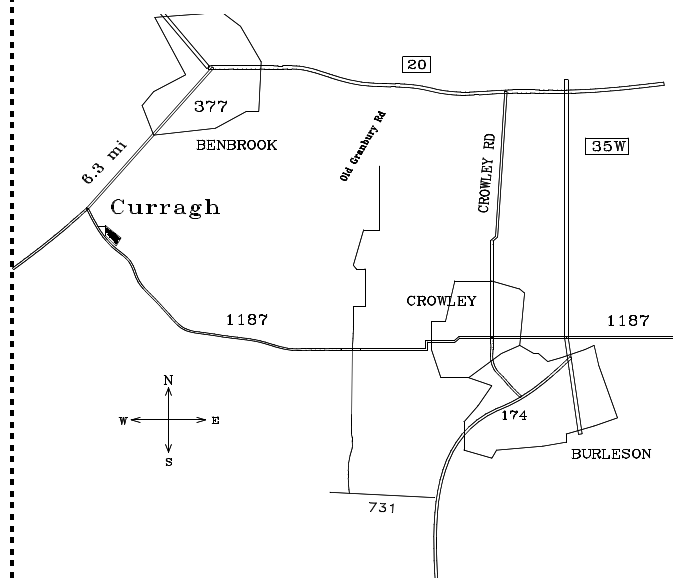 20
377
BENBROOK
Old Granbury Rd
CROWLEY RD
35W
6.3 mi
Curragh
CROWLEY
1187
1187
N
W E
S
174
BURLESON
731